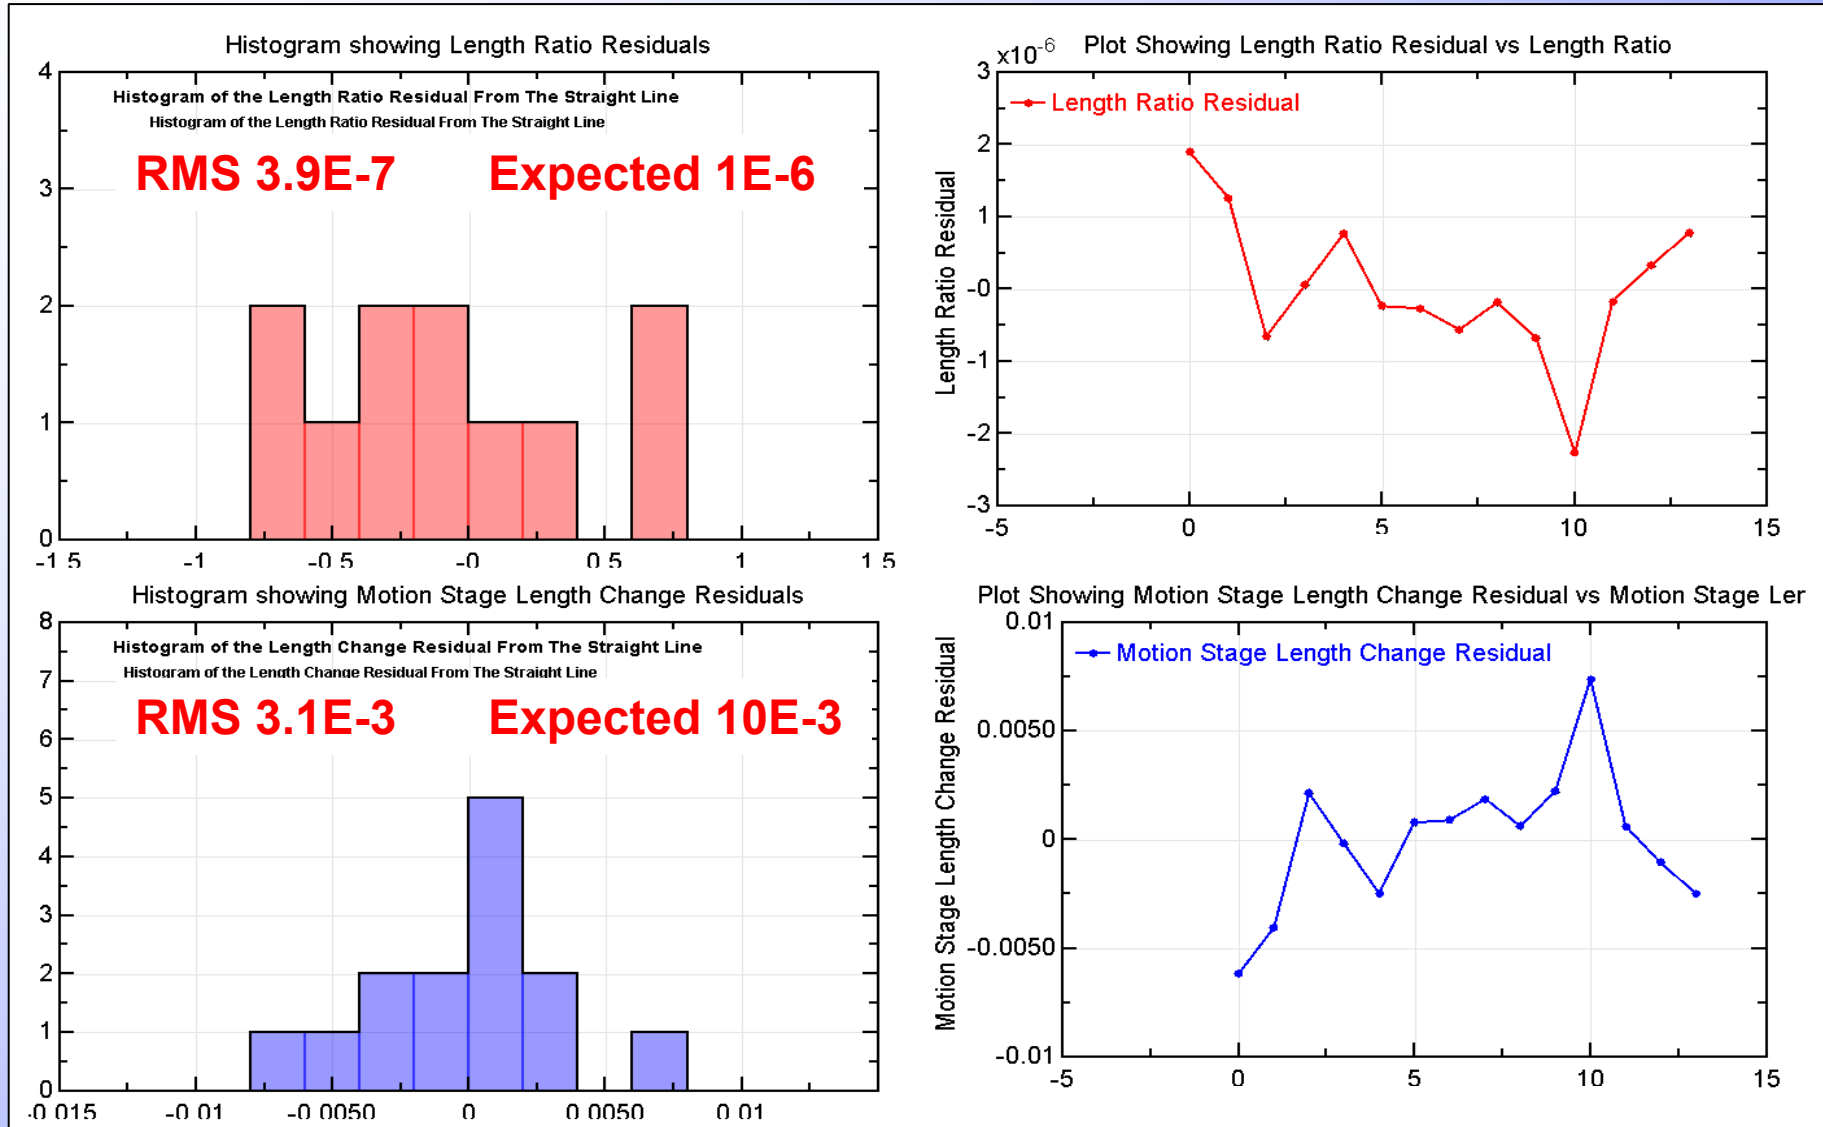 Histogram showing Length Ratio Residuals
4
3
2
1
0
Histogram of the Length Ratio Residual From The Straight Line
Histogram of the Length Ratio Residual From The Straight Line
RMS 3.9E-7 Expected 1E-6
-1 5 -1 -0 5 -0 0 5 1 1 5
x10-6 Plot Showing Length Ratio Residual vs Length Ratio
Length Ratio Residual
3
2
1
-0
-1
-2
-3
Length Ratio Residual
-5 0 5 10 15
Histogram showing Motion Stage Length Change Residuals
8
7
6
5
4
3
2
1
0
Histogram of the Length Change Residual From The Straight Line
Histogram of the Length Change Residual From The Straight Line
RMS 3.1E-3 Expected 10E-3
-0 015 -0 01 -0 0050 0 0 0050 0 01
Plot Showing Motion Stage Length Change Residual vs Motion Stage Ler
Motion Stage Length Change Residual
0.01
0.0050
0
-0.0050
-0.01
Motion Stage Length Change Residual
-5 0 5 10 15